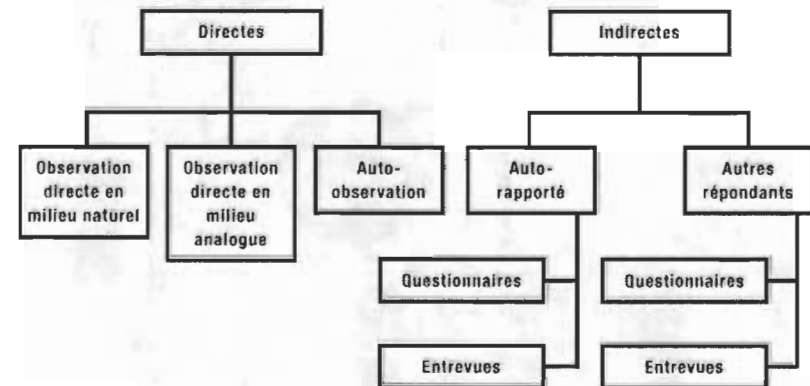 Directes
Indirectes
Observation
directe en
milieu naturel
Observation
directe en
milieu
analogue
Auto-
observation
Auto-
rapporté
Autres
répondants
Questionnaires
Questionnaires
Entrevues
Entrevues